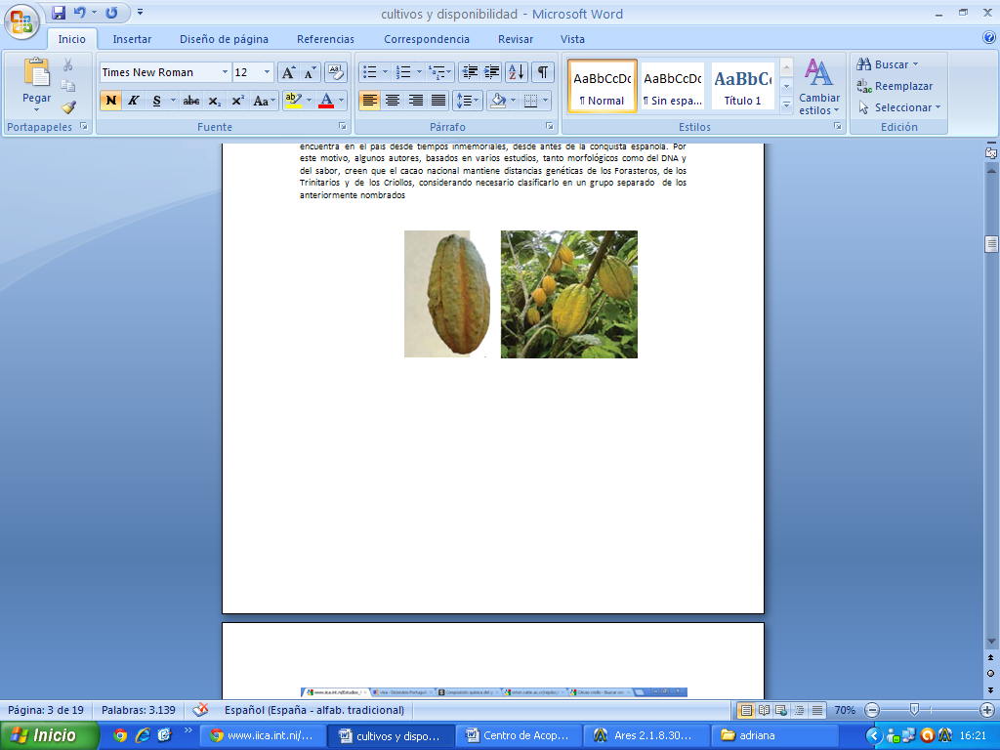 cultivos y disponibilidad - Microsoft Word
Inicio Insertar Diseño de página Referencias Correspondencia Revisar Vista
Pegar
Portapapeles
Times New Roman 12
N K S abc x₂ x² Aa
Fuente
Párrafo
AaBbCcDc AaBbCcDc AaBbC
¶ Normal ¶ Sin espa... Título 1
Cambiar
estilos
Estilos
Buscar
Reemplazar
Seleccionar
Edición
encuentra en el país desde tiempos inmemoriales, desde antes de la conquista española. Por
este motivo, algunos autores, basados en varios estudios, tanto morfológicos como del DNA y
del sabor, creen que el cacao nacional mantiene distancias genéticas de los Forasteros, de los
Trinitarios y de los Criollos, considerando necesario clasificarlo en un grupo separado de los
anteriormente nombrados
Página: 3 de 19 Palabras: 3.139 Español (España - alfab. tradicional) 70%
Inicio www.iica.int.ni/... cultivos y dispo... Centro de Acop... Ares 2.1.8.30... adriana 16:21